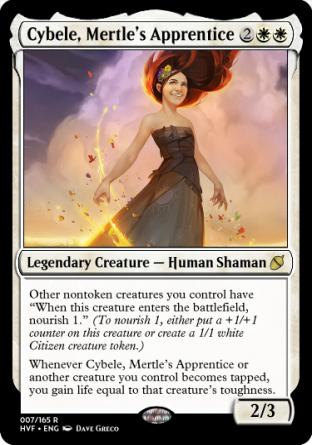 Cybele, Mertle's Apprentice 2
Legendary Creature — Human Shaman
Other nontoken creatures you control have
"When this creature enters the battlefield,
nourish 1." (To nourish 1, either put a +1/+1
counter on this creature or create a 1/1 white
Citizen creature token.)
Whenever Cybele, Mertle's Apprentice or
another creature you control becomes tapped,
you gain life equal to that creature's toughness.
2/3
007/165 R
HVF • ENG Dave Greco